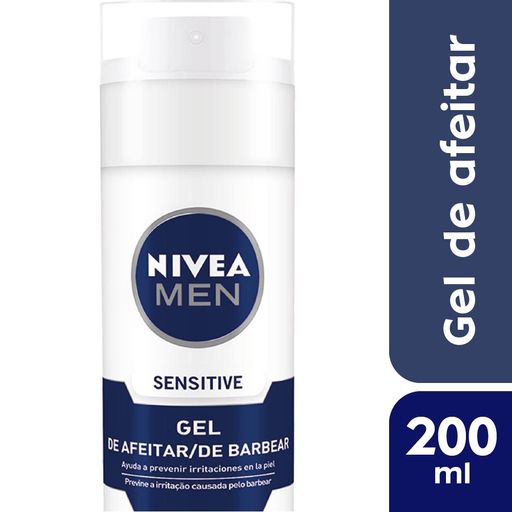 NIVEA
MEN
SENSITIVE
GEL
DE AFEITAR/DE BARBEAR
Ayuda a prevenir irritaciones en la piel
Previne a irritação causada pelo barbear
Gel de afeitar
200
ml